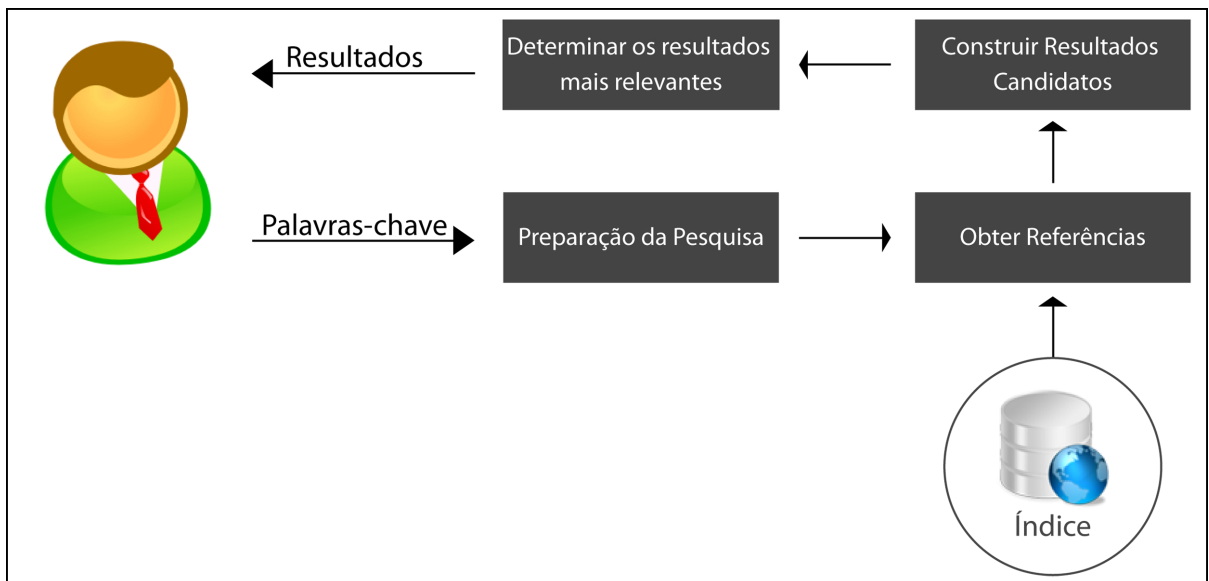 Resultados
Determinar os resultados
mais relevantes
Construir Resultados
Candidatos
Palavras-chave
Preparação da Pesquisa
Obter Referências
Índice